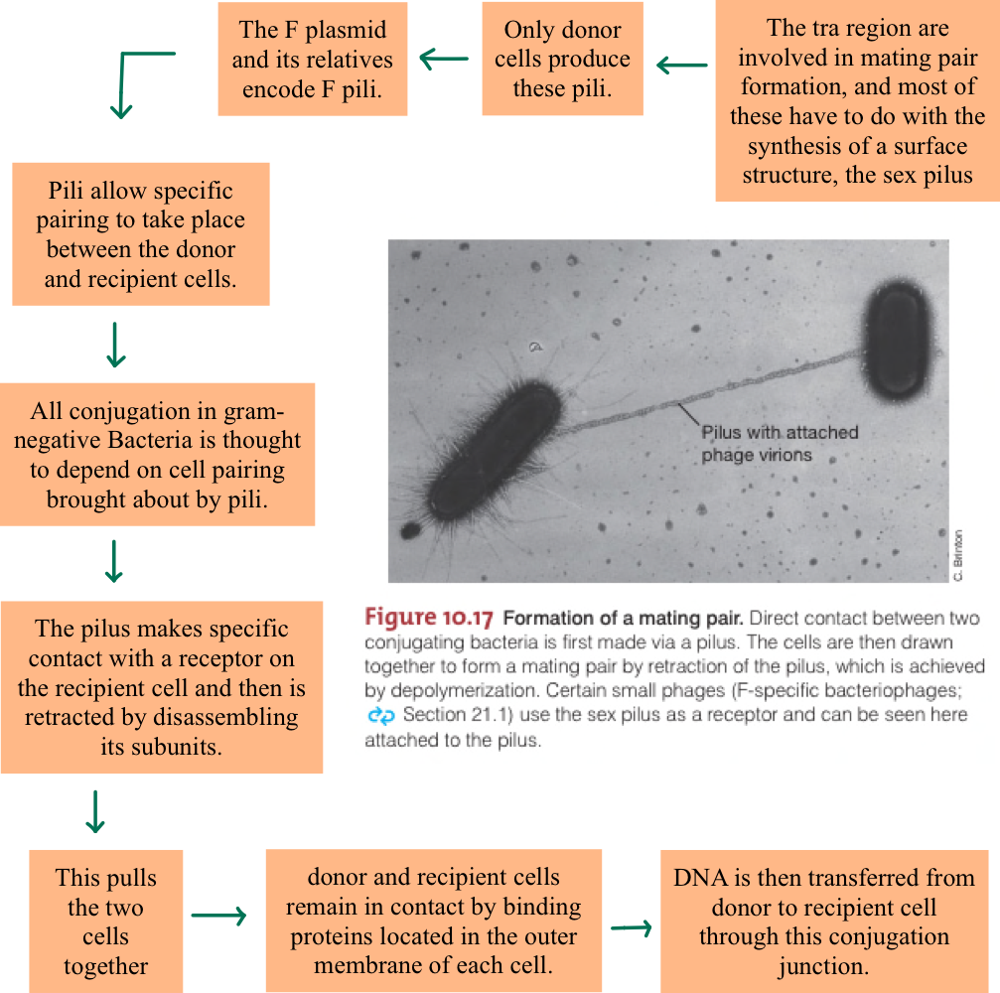 The tra region are
involved in mating pair
formation, and most of
these have to do with the
synthesis of a surface
structure, the sex pilus
Only donor
cells produce
these pili.
The F plasmid
and its relatives
encode F pili.
Pili allow specific
pairing to take place
between the donor
and recipient cells.
All conjugation in gram-
negative Bacteria is thought
to depend on cell pairing
brought about by pili.
The pilus makes specific
contact with a receptor on
the recipient cell and then is
retracted by disassembling
its subunits.
This pulls
the two
cells
together
donor and recipient cells
remain in contact by binding
proteins located in the outer
membrane of each cell.
DNA is then transferred from
donor to recipient cell
through this conjugation
junction.
Pilus with attached
phage virions
C. Brinton
Figure 10.17 Formation of a mating pair. Direct contact between two
conjugating bacteria is first made via a pilus. The cells are then drawn
together to form a mating pair by retraction of the pilus, which is achieved
by depolymerization. Certain small phages (F-specific bacteriophages;
Section 21.1) use the sex pilus as a receptor and can be seen here
attached to the pilus.